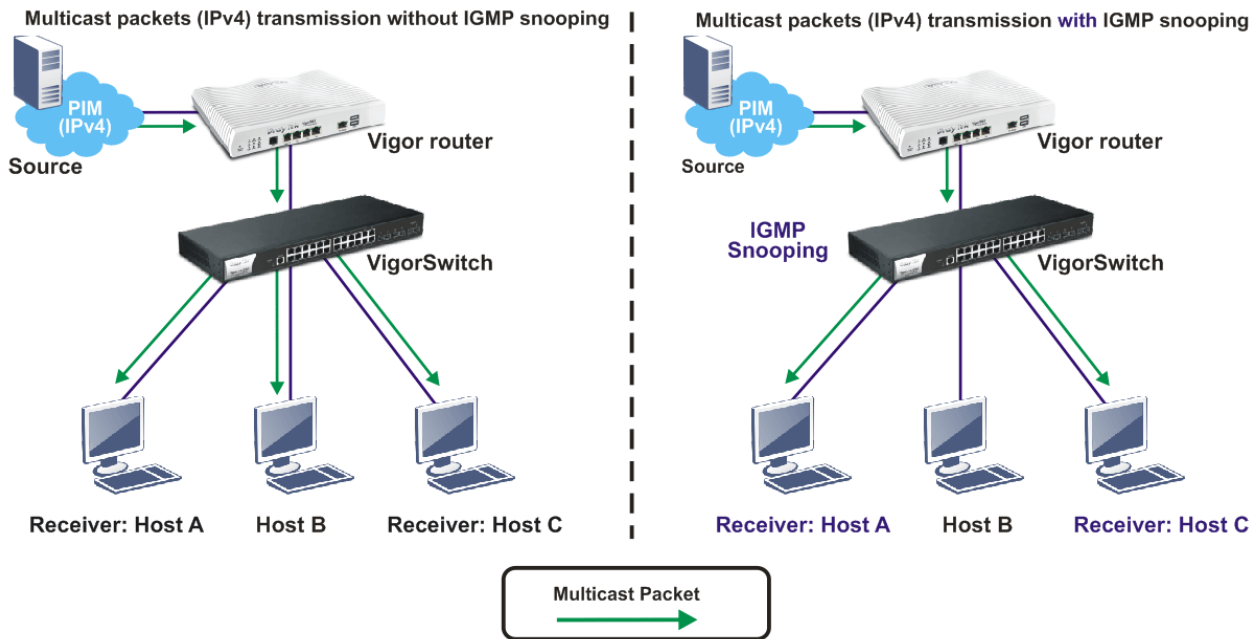 Multicast packets (IPv4) transmission without IGMP snooping
PIM
(IPv4)
Source
Vigor router
VigorSwitch
Receiver: Host A
Host B
Receiver: Host C
Multicast packets (IPv4) transmission with IGMP snooping
PIM
(IPv4)
Source
Vigor router
IGMP
Snooping
VigorSwitch
Receiver: Host A
Host B
Receiver: Host C
Multicast Packet